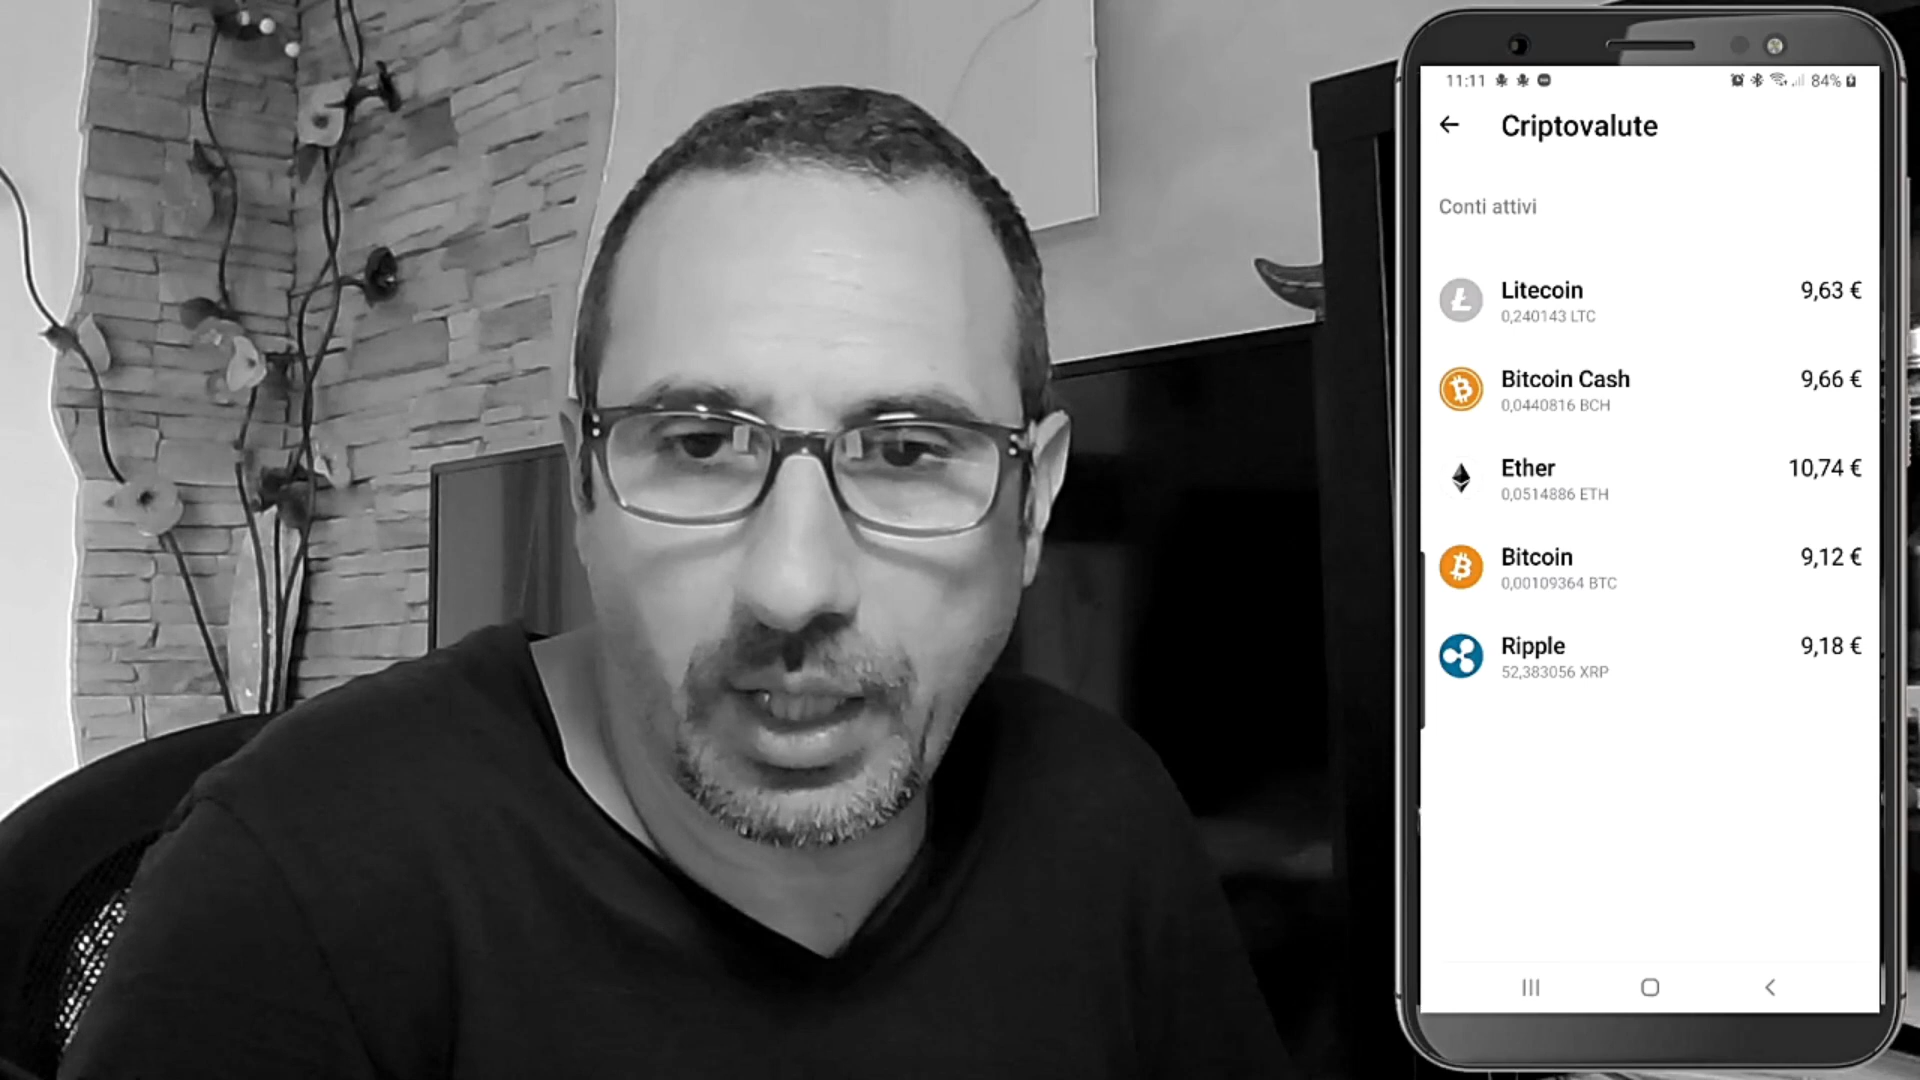 11:11
84%
Criptovalute
Conti attivi
Litecoin 9,63 €
0,240143 LTC
Bitcoin Cash 9,66 €
0,0440816 BCH
Ether 10,74 €
0,0514886 ETH
Bitcoin 9,12 €
0,00109364 BTC
Ripple 9,18 €
52,383056 XRP